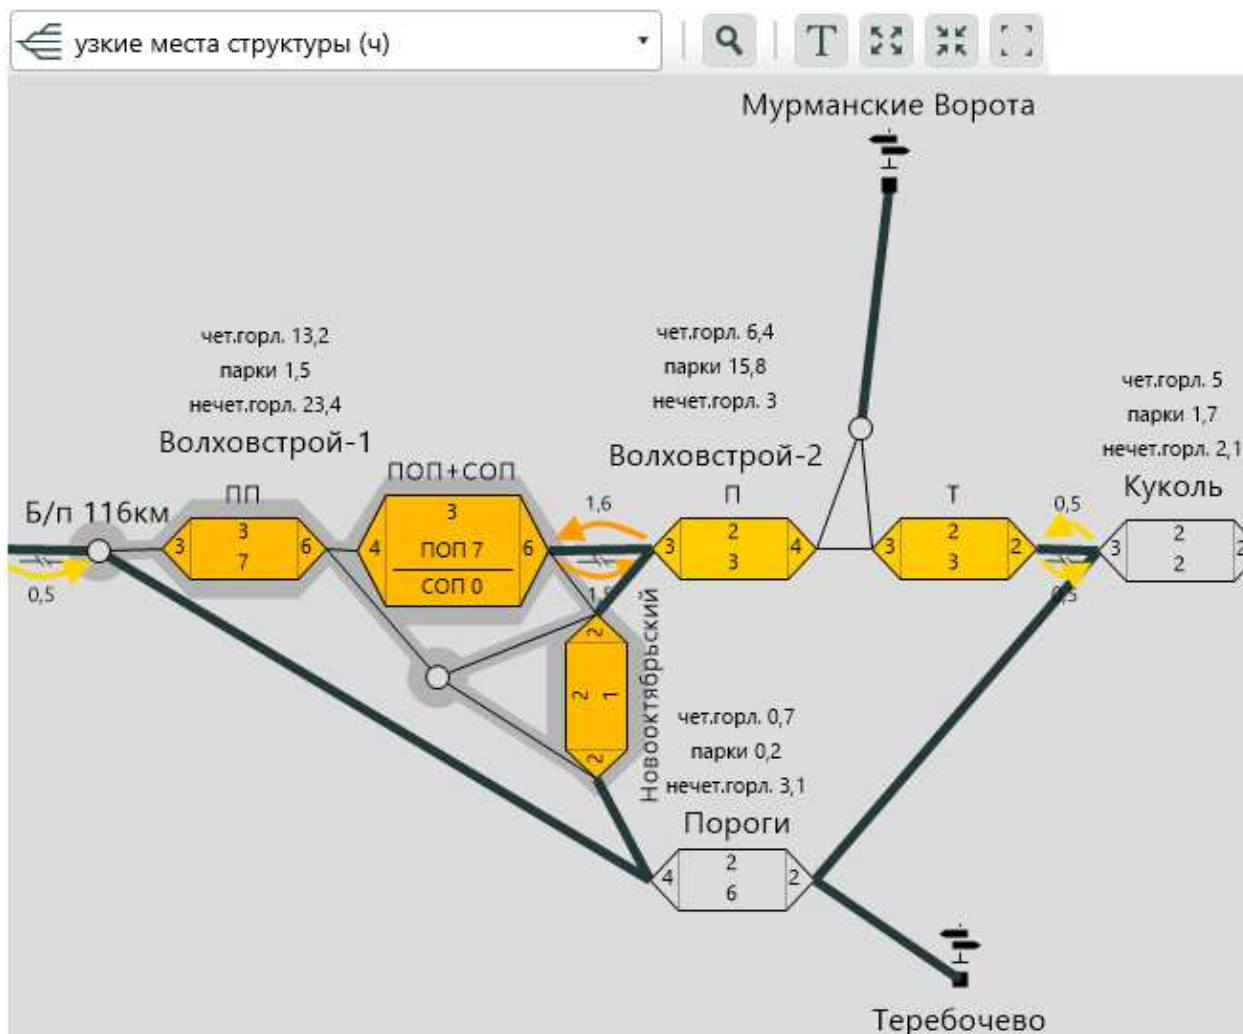 узкие места структуры (ч)
T
Мурманские Ворота
чет.горл. 13,2
парки 1,5
нечет.горл. 23,4
Волховстрой-1
чет.горл. 6,4
парки 15,8
нечет.горл. 3
Волховстрой-2
чет.горл. 5
парки 1,7
нечет.горл. 2,1
Куколь
Б/п 116км
ПП
ПОП+СОП
П
Т
0,5
3
3
7
6
4
3
ПОП 7
СОП 0
6
1,6
3
2
3
4
3
2
3
2
0,5
0,5
3
2
2
2
2
2
1
2
Новооктябрьский
чет.горл. 0,7
парки 0,2
нечет.горл. 3,1
Пороги
4
2
6
2
Теребочево